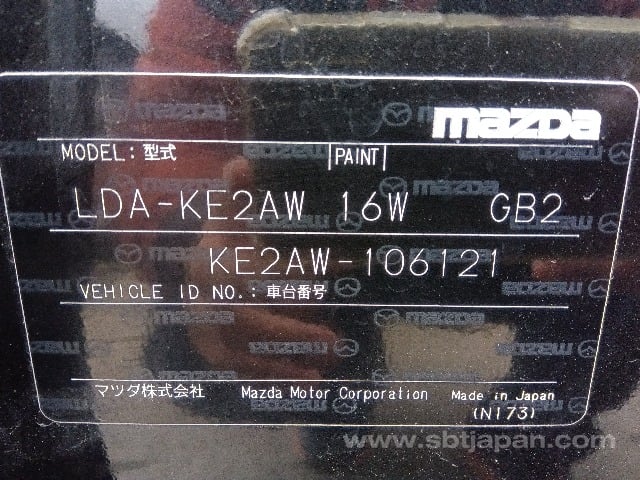 mazda
MODEL: 型式 PAINT
LDA-KE2AW 16W GB2
KE2AW-106121
VEHICLE ID NO.: 車台番号
マツダ株式会社 Mazda Motor Corporation Made in Japan
(N173)
www.sbtjapan.com